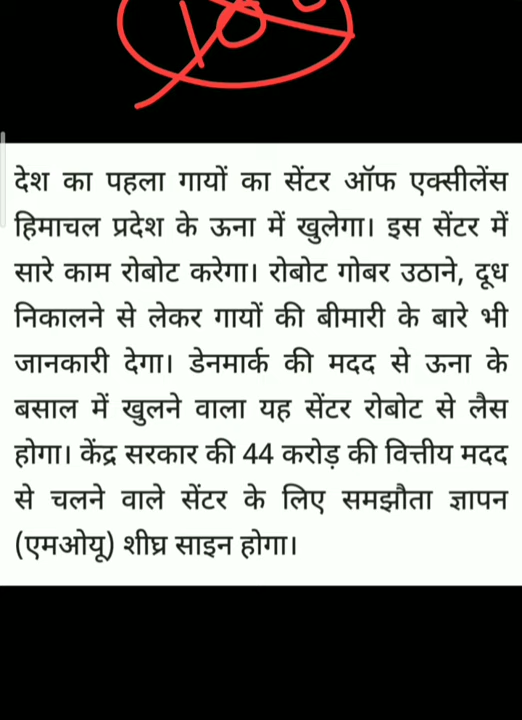 देश का पहला गायों का सेंटर ऑफ एक्सीलेंस
हिमाचल प्रदेश के ऊना में खुलेगा। इस सेंटर में
सारे काम रोबोट करेगा। रोबोट गोबर उठाने, दूध
निकालने से लेकर गायों की बीमारी के बारे भी
जानकारी देगा। डेनमार्क की मदद से ऊना के
बसाल में खुलने वाला यह सेंटर रोबोट से लैस
होगा। केंद्र सरकार की 44 करोड़ की वित्तीय मदद
से चलने वाले सेंटर के लिए समझौता ज्ञापन
(एमओयू) शीघ्र साइन होगा।